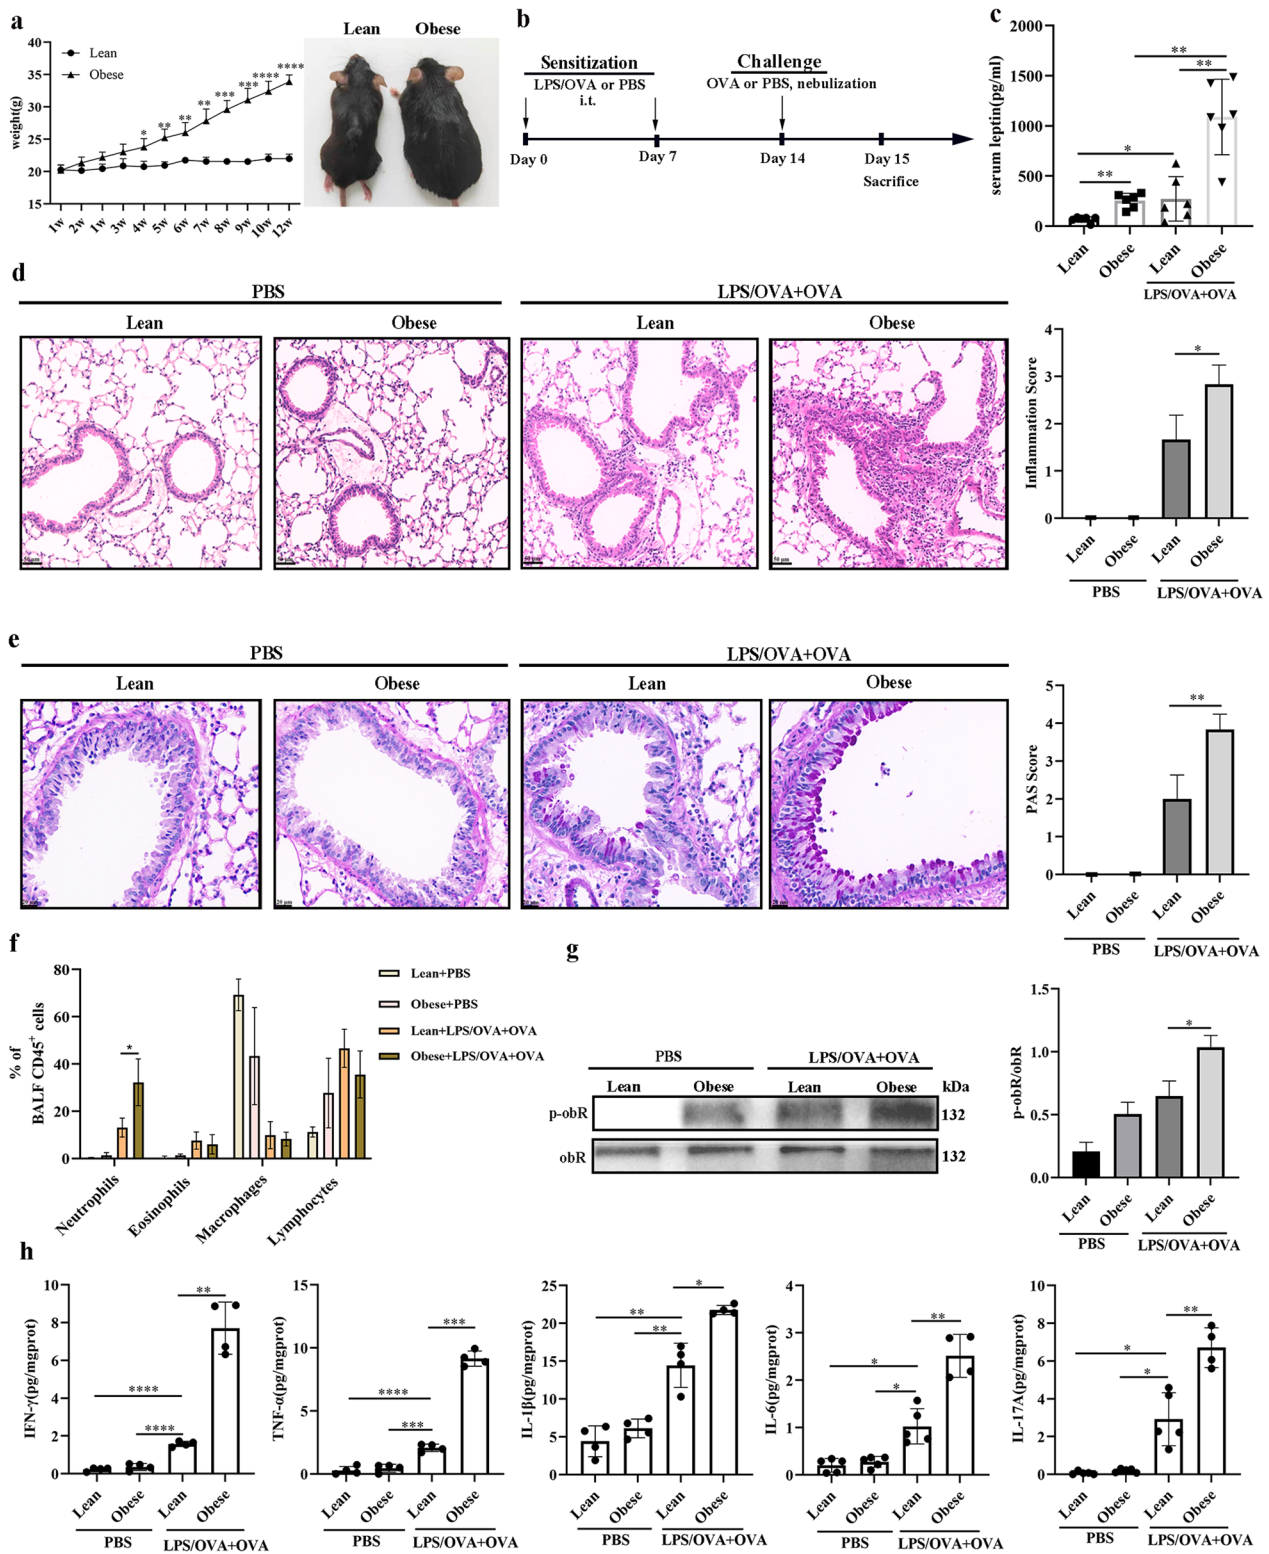 a
Lean
Obese
40
35
30
25
20
15
weight(g)
Lean
Obese
*
**
**
**
***
***
****
****
1w
2w
1w
3w
4w
5w
6w
7w
8w
9w
10w
12w
b
Sensitization
LPS/OVA or PBS
i.t.
Challenge
OVA or PBS, nebulization
Day 0
Day 7
Day 14
Day 15
Sacrifice
c
2000
1500
1000
500
0
serum leptin(pg/ml)
**
*
**
**
Lean
Obese
Lean
Obese
LPS/OVA+OVA
d
PBS
LPS/OVA+OVA
Lean
Obese
Lean
Obese
4
3
2
1
0
Inflammation Score
*
Lean
Obese
Lean
Obese
PBS
LPS/OVA+OVA
e
PBS
LPS/OVA+OVA
Lean
Obese
Lean
Obese
5
4
3
2
1
0
PAS Score
**
Lean
Obese
Lean
Obese
PBS
LPS/OVA+OVA
f
80
60
40
20
0
% of
BALF CD45+ cells
*
Neutrophils
Eosinophils
Macrophages
Lymphocytes
Lean+PBS
Obese+PBS
Lean+LPS/OVA+OVA
Obese+LPS/OVA+OVA
g
PBS
LPS/OVA+OVA
Lean
Obese
Lean
Obese
kDa
p-obR
132
obR
132
1.5
1.0
0.5
0.0
p-obR/obR
*
Lean
Obese
Lean
Obese
PBS
LPS/OVA+OVA
h
10
8
6
4
2
0
IFN-γ(pg/mgprot)
**
****
****
Lean
Obese
Lean
Obese
PBS
LPS/OVA+OVA
15
10
5
0
TNF-α(pg/mgprot)
***
****
***
Lean
Obese
Lean
Obese
PBS
LPS/OVA+OVA
25
20
15
10
5
0
IL-1β(pg/mgprot)
*
**
**
Lean
Obese
Lean
Obese
PBS
LPS/OVA+OVA
4
3
2
1
0
IL-6(pg/mgprot)
**
*
*
Lean
Obese
Lean
Obese
PBS
LPS/OVA+OVA
10
8
6
4
2
0
IL-17A(pg/mgprot)
**
*
*
Lean
Obese
Lean
Obese
PBS
LPS/OVA+OVA